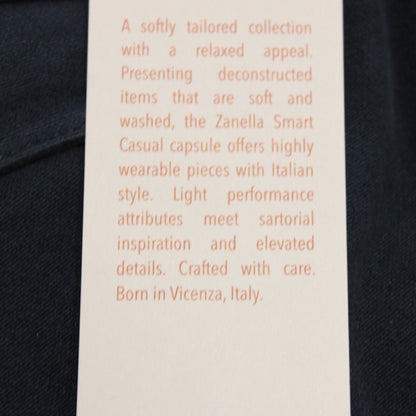 A softly tailored collection
with a relaxed appeal.
Presenting deconstructed
items that are soft and
washed, the Zanella Smart
Casual capsule offers highly
wearable pieces with Italian
style. Light performance
attributes meet sartorial
inspiration and elevated
details. Crafted with care.
Born in Vicenza, Italy.